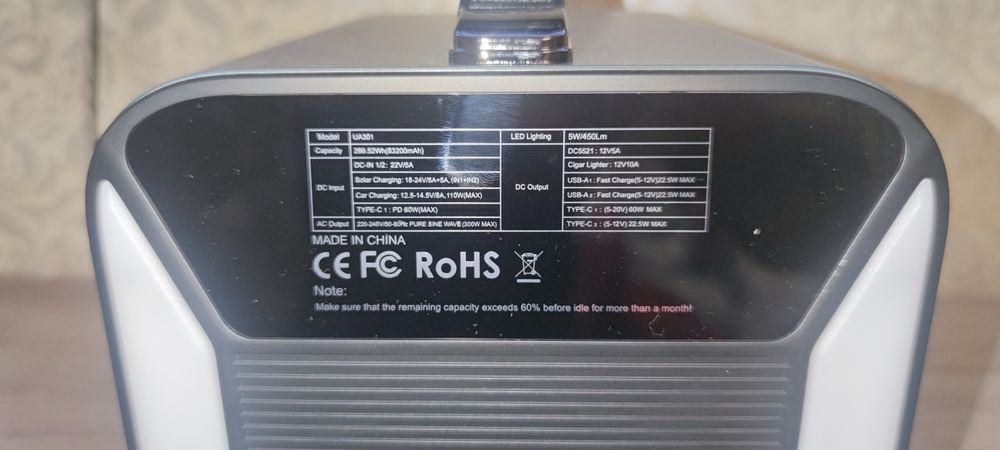 Model UA301 LED Lighting 5W/450Lm
Capacity 299.52Wh(83200mAh) DC5521 : 12V5A
DC Input DC-IN 1/2: 22V/5A DC Output Cigar Lighter : 12V10A
Solar Charging: 18-24V/5A+5A, (IN1+IN2) USB-A1 : Fast Charge(5-12V)22.5W MAX
Car Charging: 12.5-14.5V/8A,110W(MAX) USB-A2 : Fast Charge(5-12V)22.5W MAX
TYPE-C 1 : PD 60W(MAX) TYPE-C 1 : (5-20V) 60W MAX
AC Output 220-240V/50-60Hz PURE SINE WAVE (300W MAX) TYPE-C 2 : (5-12V) 22.5W MAX
MADE IN CHINA
CE FC RoHS
Note:
Make sure that the remaining capacity exceeds 60% before idle for more than a month!